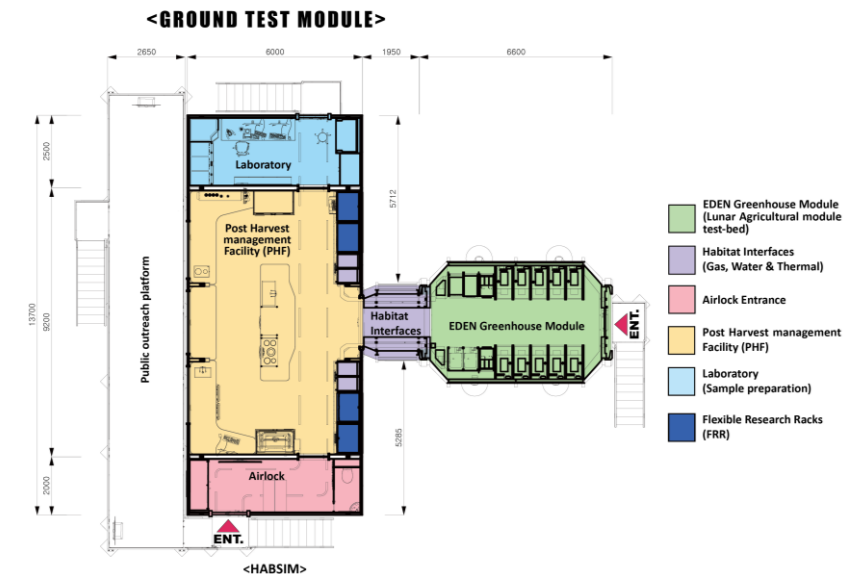 <GROUND TEST MODULE>
2650
6000
1950
6600
2500
9200
2000
13700
5712
5285
Public outreach platform
Laboratory
Post Harvest
management
Facility (PHF)
Habitat
Interfaces
EDEN Greenhouse Module
ENT.
Airlock
ENT.
<HABSIM>
EDEN Greenhouse Module
(Lunar Agricultural module
test-bed)
Habitat Interfaces
(Gas, Water & Thermal)
Airlock Entrance
Post Harvest management
Facility (PHF)
Laboratory
(Sample preparation)
Flexible Research Racks
(FRR)